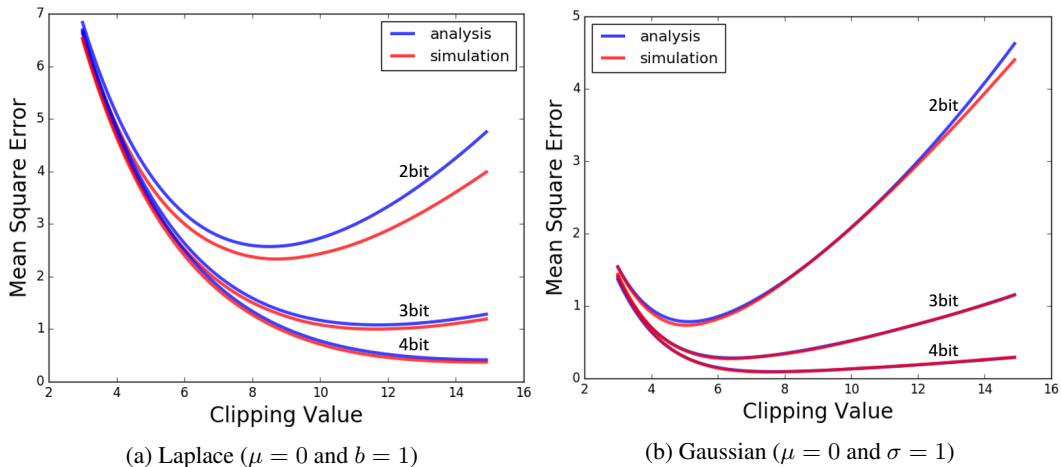 7
6
5
4
3
2
1
0
Mean Square Error
analysis
simulation
2bit
3bit
4bit
2 4 6 8 10 12 14 16
Clipping Value
(a) Laplace (μ = 0 and b = 1)
5
4
3
2
1
0
Mean Square Error
analysis
simulation
2bit
3bit
4bit
2 4 6 8 10 12 14 16
Clipping Value
(b) Gaussian (μ = 0 and σ = 1)